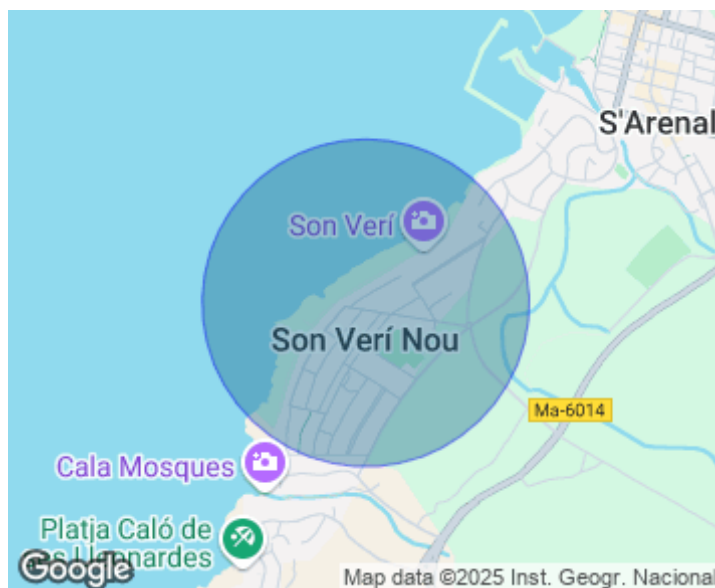 S'Arenal
Son Verí
Son Verí Nou
Ma-6014
Cala Mosques
Platja Caló de
Google
Map data ©2025 Inst. Geogr. Nacional